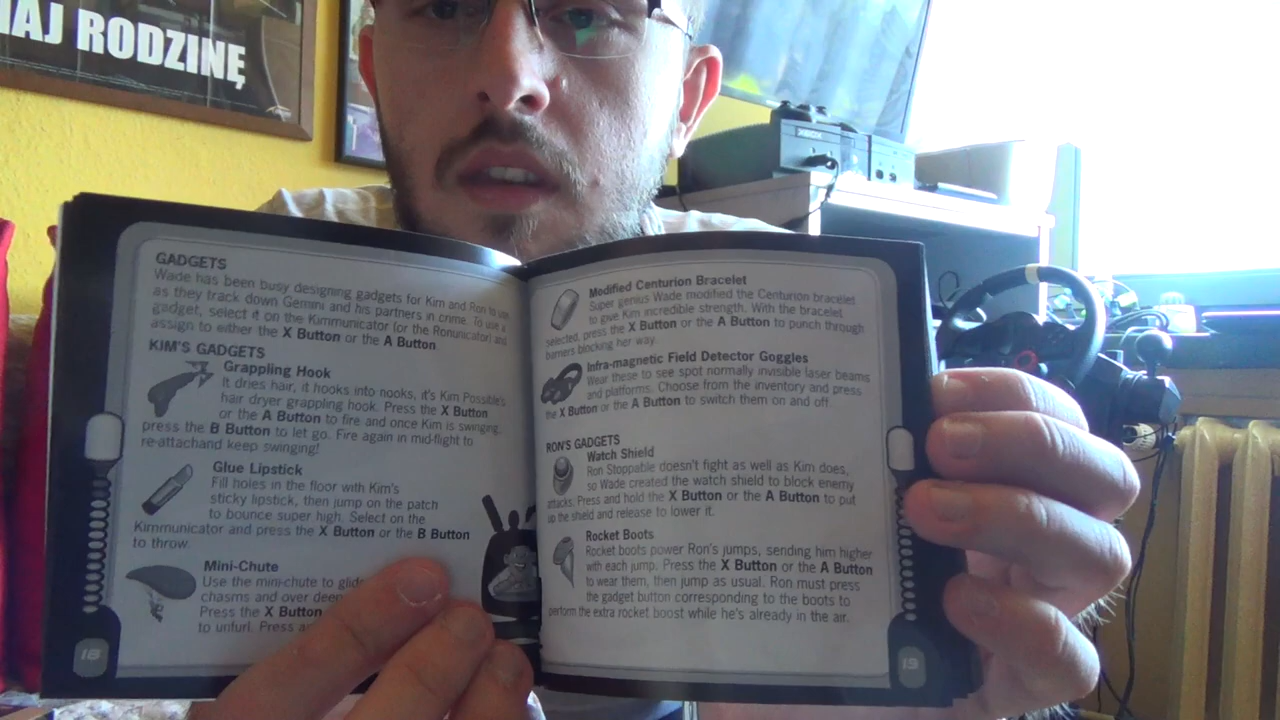 AJ RODZINĘ
XBOX
GADGETS
Wade has been busy designing gadgets for Kim and Ron to use
as they track down Gemini and his partners in crime. To use a
gadget, select it on the Kimmunicator (or the Ronunicator) and
assign to either the X Button or the A Button
KIM'S GADGETS
Grappling Hook
It dries hair, it hooks into nooks, it's Kim Possible's
hair dryer grappling hook. Press the X Button
or the A Button to fire and once Kim is swinging,
press the B Button to let go. Fire again in mid-flight to
re-attachand keep swinging!
Glue Lipstick
Fill holes in the floor with Kim's
sticky lipstick, then jump on the patch
to bounce super high. Select on the
Kimmunicator and press the X Button or the B Button
to throw.
Mini-Chute
Use the mini-chute to glide
chasms and over deep
Press the X Button
to unfurl. Press
18
Modified Centurion Bracelet
Super genius Wade modified the Centurion bracelet
to give Kim incredible strength. With the bracelet
selected, press the X Button or the A Button to punch through
barriers blocking her way.
Infra-magnetic Field Detector Goggles
Wear these to see spot normally invisible laser beams
and platforms. Choose from the inventory and press
the X Button or the A Button to switch them on and off.
RON'S GADGETS
Watch Shield
Ron Stoppable doesn't fight as well as Kim does,
so Wade created the watch shield to block enemy
attacks. Press and hold the X Button or the A Button to put
up the shield and release to lower it.
Rocket Boots
Rocket boots power Ron's jumps, sending him higher
with each jump. Press the X Button or the A Button
to wear them, then jump as usual. Ron must press
the gadget button corresponding to the boots to
perform the extra rocket boost while he's already in the air.
19